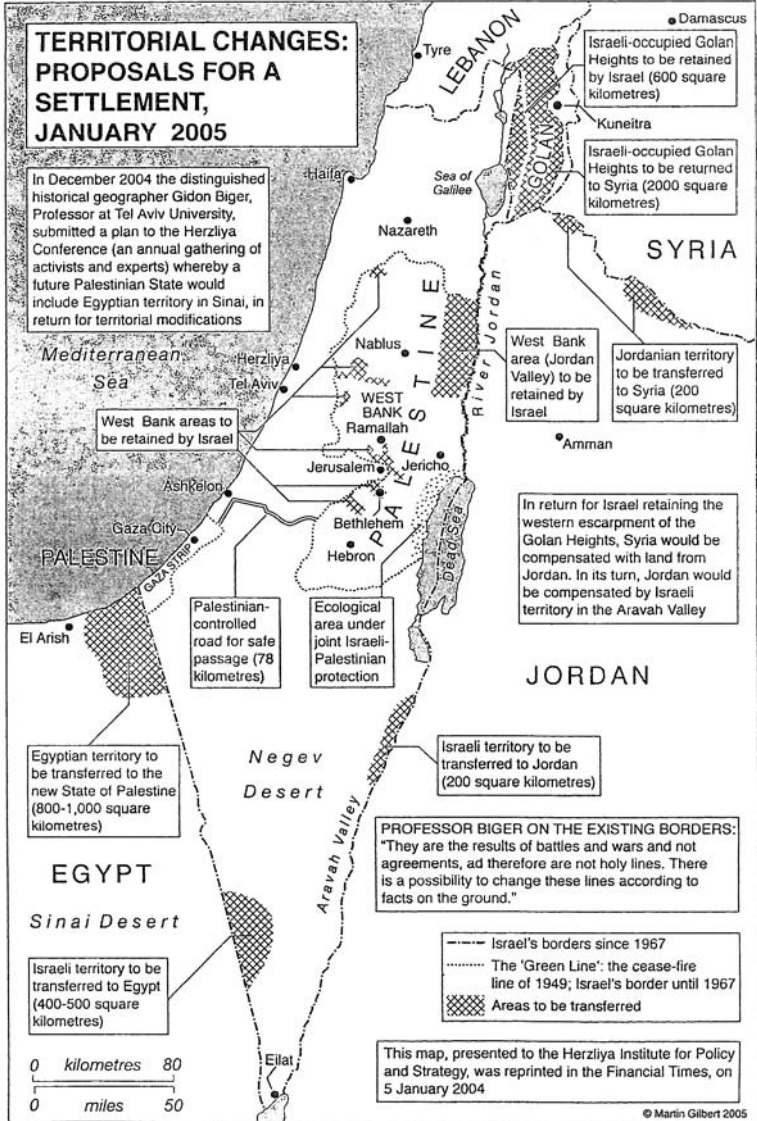 TERRITORIAL CHANGES:
PROPOSALS FOR A
SETTLEMENT,
JANUARY 2005
In December 2004 the distinguished
historical geographer Gidon Biger,
Professor at Tel Aviv University,
submitted a plan to the Herzliya
Conference (an annual gathering of
activists and experts) whereby a
future Palestinian State would
include Egyptian territory in Sinai, in
return for territorial modifications
Damascus
Tyre
LEBANON
Israeli-occupied Golan
Heights to be retained
by Israel (600 square
kilometres)
Kuneitra
Israeli-occupied Golan
Heights to be returned
to Syria (2000 square
kilometres)
GOLAN
Haifa
Sea of
Galilee
Nazareth
SYRIA
Mediterranean
Sea
Nablus
Herzliya
Tel Aviv
WEST
BANK
Ramallah
PALESTINE
River Jordan
West Bank
area (Jordan
Valley) to be
retained by
Israel
Jordanian territory
to be transferred
to Syria (200
square kilometres)
West Bank areas to
be retained by Israel
Jerusalem
Jericho
Amman
Ashkelon
Bethlehem
Gaza City
PALESTINE
GAZA STRIP
Hebron
Dead Sea
In return for Israel retaining the
western escarpment of the
Golan Heights, Syria would be
compensated with land from
Jordan. In its turn, Jordan would
be compensated by Israeli
territory in the Aravah Valley
El Arish
Palestinian-
controlled
road for safe
passage (78
kilometres)
Ecological
area under
joint Israeli-
Palestinian
protection
JORDAN
Egyptian territory to
be transferred to the
new State of Palestine
(800-1,000 square
kilometres)
Negev
Desert
Israeli territory to be
transferred to Jordan
(200 square kilometres)
Aravah Valley
PROFESSOR BIGER ON THE EXISTING BORDERS:
"They are the results of battles and wars and not
agreements, ad therefore are not holy lines. There
is a possibility to change these lines according to
facts on the ground."
EGYPT
Sinai Desert
Israeli territory to be
transferred to Egypt
(400-500 square
kilometres)
Israel's borders since 1967
The 'Green Line': the cease-fire
line of 1949; Israel's border until 1967
Areas to be transferred
0 kilometres 80
0 miles 50
Eilat
This map, presented to the Herzliya Institute for Policy
and Strategy, was reprinted in the Financial Times, on
5 January 2004
© Martin Gilbert 2005